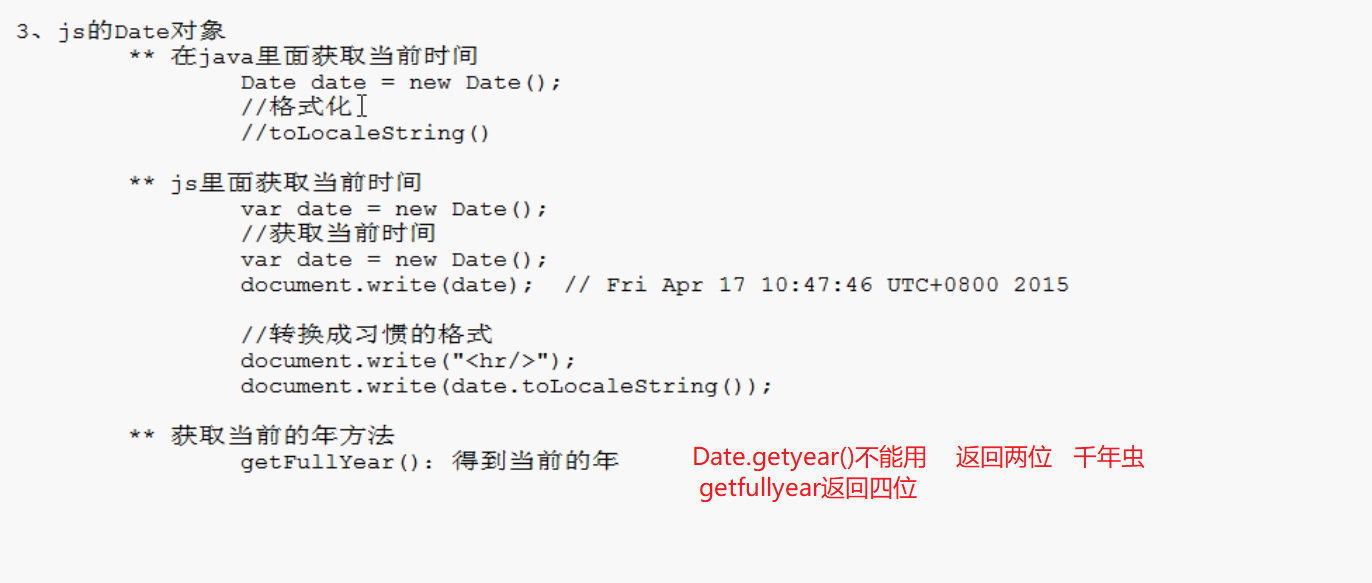 3、js的Date对象
** 在java里面获取当前时间
Date date = new Date();
//格式化
//toLocaleString()
** js里面获取当前时间
var date = new Date();
//获取当前时间
var date = new Date();
document.write(date);  // Fri Apr 17 10:47:46 UTC+0800 2015
//转换成习惯的格式
document.write("<hr/>");
document.write(date.toLocaleString());
** 获取当前的年方法
getFullYear(): 得到当前的年
Date.getyear()不能用 返回两位 千年虫
getfullyear返回四位